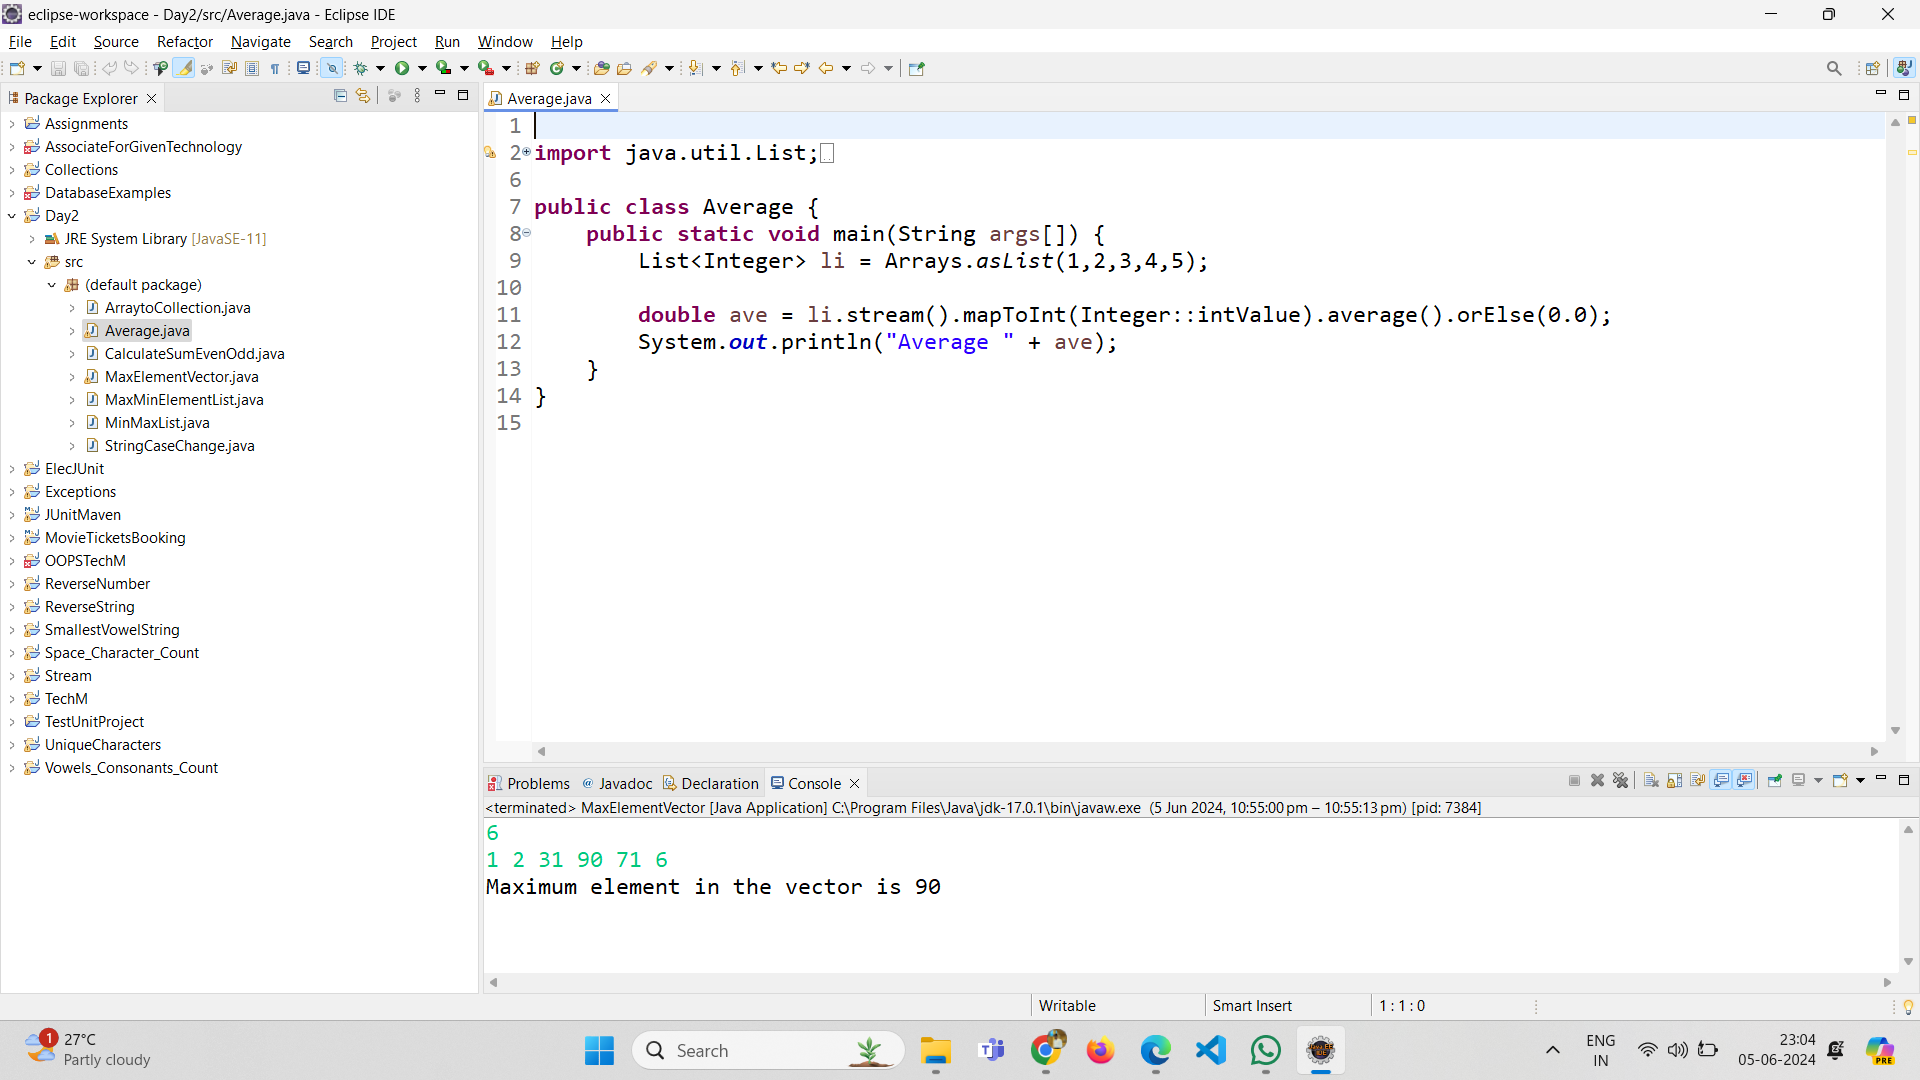 eclipse-workspace - Day2/src/Average.java - Eclipse IDE
File Edit Source Refactor Navigate Search Project Run Window Help
Package Explorer
Assignments
AssociateForGivenTechnology
Collections
DatabaseExamples
Day2
JRE System Library [JavaSE-11]
src
(default package)
ArraytoCollection.java
Average.java
CalculateSumEvenOdd.java
MaxElementVector.java
MaxMinElementList.java
MinMaxList.java
StringCaseChange.java
ElecJUnit
Exceptions
JUnitMaven
MovieTicketsBooking
OOPSTechM
ReverseNumber
ReverseString
SmallestVowelString
Space_Character_Count
Stream
TechM
TestUnitProject
UniqueCharacters
Vowels_Consonants_Count
Average.java
1
2 import java.util.List;
6
7 public class Average {
8 public static void main(String args[]) {
9 List<Integer> li = Arrays.asList(1,2,3,4,5);
10
11 double ave = li.stream().mapToInt(Integer::intValue).average().orElse(0.0);
12 System.out.println("Average " + ave);
13 }
14 }
15
Problems @ Javadoc Declaration Console
<terminated> MaxElementVector [Java Application] C:\Program Files\Java\jdk-17.0.1\bin\javaw.exe (5 Jun 2024, 10:55:00 pm – 10:55:13 pm) [pid: 7384]
6
1 2 31 90 71 6
Maximum element in the vector is 90
Writable Smart Insert 1 : 1 : 0
1
27°C
Partly cloudy
Search
ENG
IN
23:04
05-06-2024
PRE